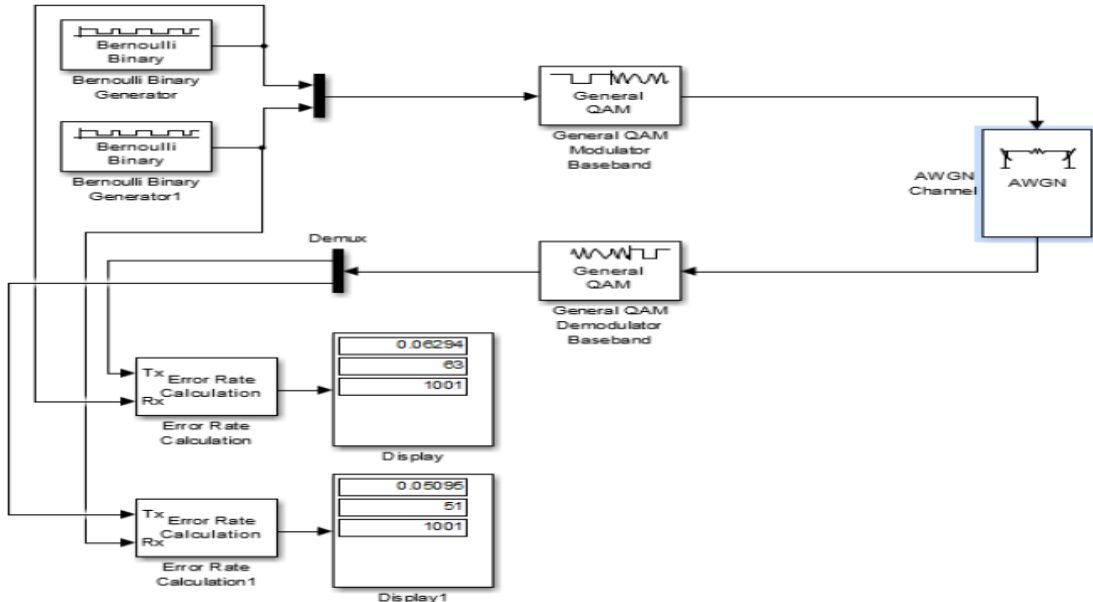 Bernoulli
Binary
Bernoulli Binary
Generator
Bernoulli
Binary
Bernoulli Binary
Generator1
General
QAM
General QAM
Modulator
Baseband
AWGN
Channel
AWGN
Demux
General
QAM
General QAM
Demodulator
Baseband
Tx
Rx
Error Rate
Calculation
Error Rate
Calculation
0.06294
63
1001
Display
Tx
Rx
Error Rate
Calculation
Error Rate
Calculation1
0.05095
51
1001
Display1